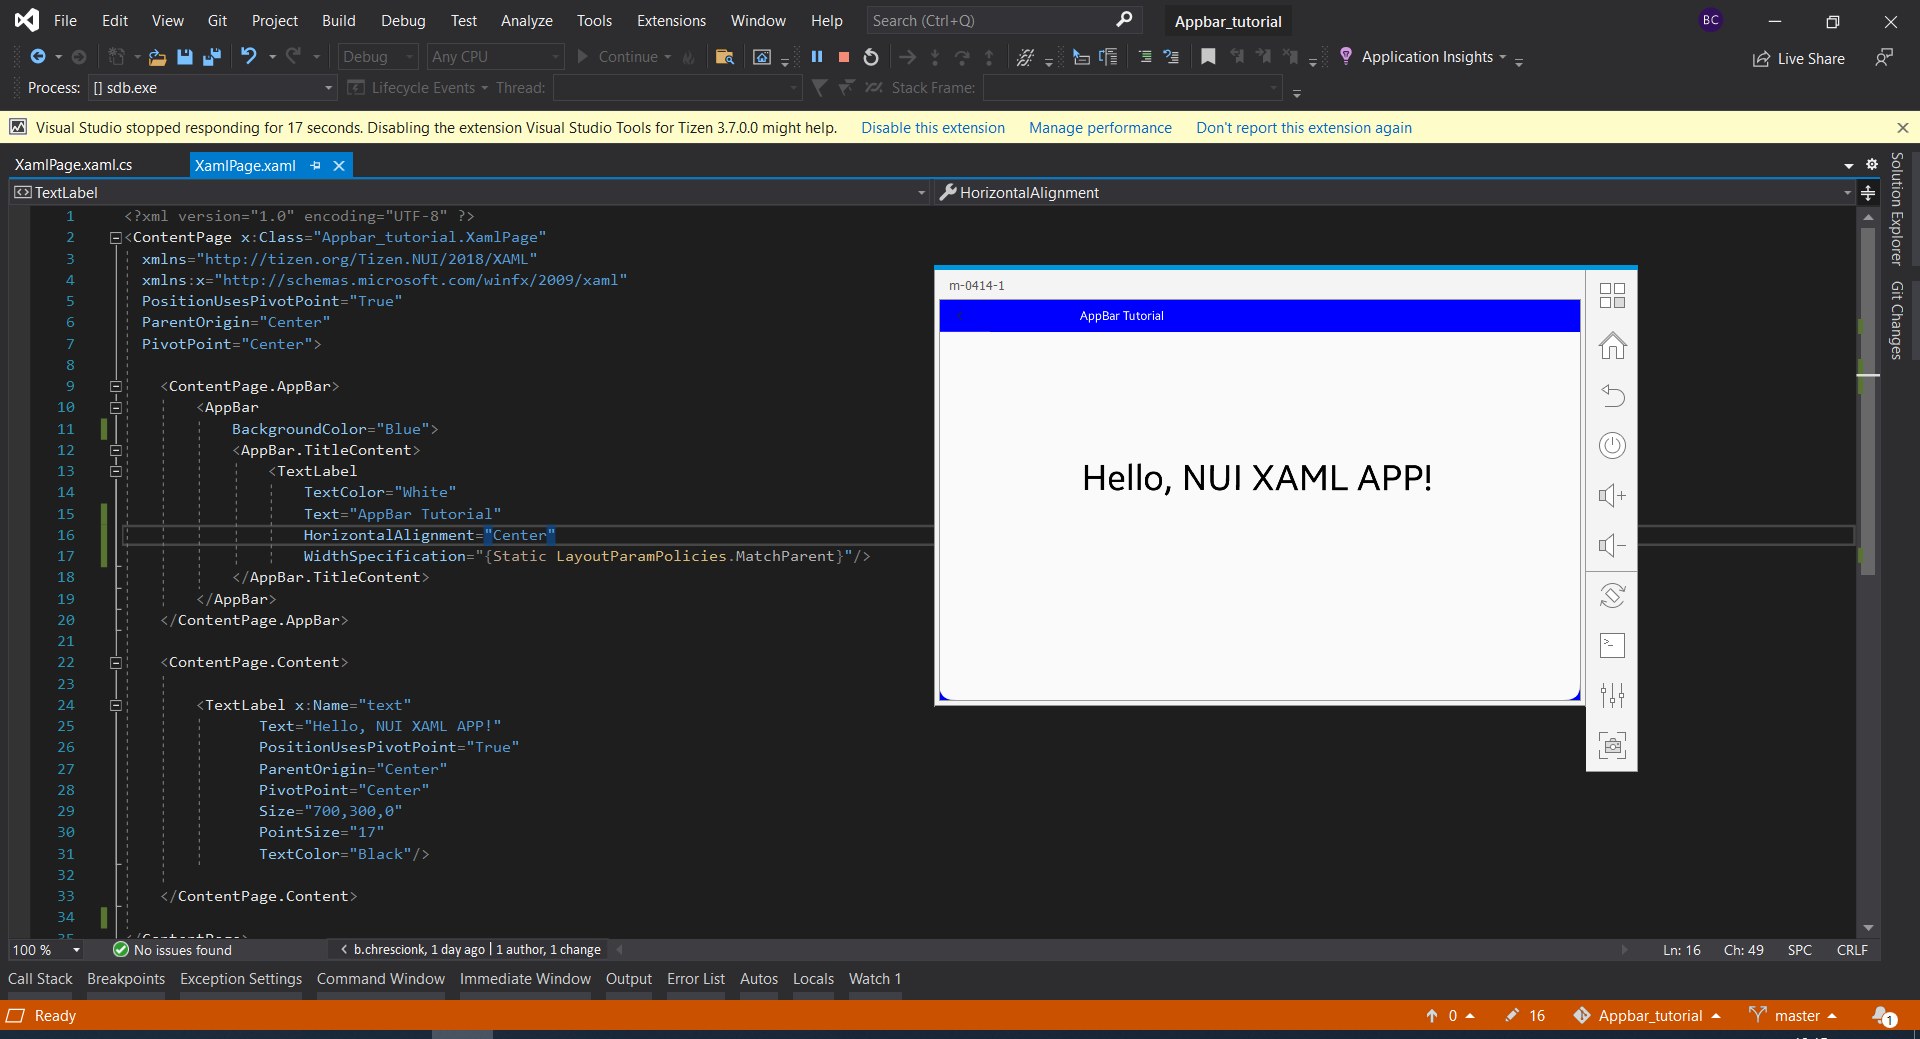 File Edit View Git Project Build Debug Test Analyze Tools Extensions Window Help Search (Ctrl+Q) Appbar_tutorial BC
Debug Any CPU Continue Application Insights Live Share
Process: [] sdb.exe Lifecycle Events Thread: Stack Frame:
Visual Studio stopped responding for 17 seconds. Disabling the extension Visual Studio Tools for Tizen 3.7.0.0 might help. Disable this extension Manage performance Don't report this extension again
XamlPage.xaml.cs XamlPage.xaml
TextLabel HorizontalAlignment
Solution Explorer
Git Changes
1 <?xml version="1.0" encoding="UTF-8" ?>
2 <ContentPage x:Class="Appbar_tutorial.XamlPage"
3 xmlns="http://tizen.org/Tizen.NUI/2018/XAML"
4 xmlns:x="http://schemas.microsoft.com/winfx/2009/xaml"
5 PositionUsesPivotPoint="True"
6 ParentOrigin="Center"
7 PivotPoint="Center">
8
9 <ContentPage.AppBar>
10 <AppBar
11 BackgroundColor="Blue">
12 <AppBar.TitleContent>
13 <TextLabel
14 TextColor="White"
15 Text="AppBar Tutorial"
16 HorizontalAlignment="Center"
17 WidthSpecification="{Static LayoutParamPolicies.MatchParent}"/>
18 </AppBar.TitleContent>
19 </AppBar>
20 </ContentPage.AppBar>
21
22 <ContentPage.Content>
23
24 <TextLabel x:Name="text"
25 Text="Hello, NUI XAML APP!"
26 PositionUsesPivotPoint="True"
27 ParentOrigin="Center"
28 PivotPoint="Center"
29 Size="700,300,0"
30 PointSize="17"
31 TextColor="Black"/>
32
33 </ContentPage.Content>
34
35 </ContentPage>
m-0414-1
AppBar Tutorial
Hello, NUI XAML APP!
100 % No issues found b.chrescionk, 1 day ago | 1 author, 1 change Ln: 16 Ch: 49 SPC CRLF
Call Stack Breakpoints Exception Settings Command Window Immediate Window Output Error List Autos Locals Watch 1
Ready 0 16 Appbar_tutorial master 1